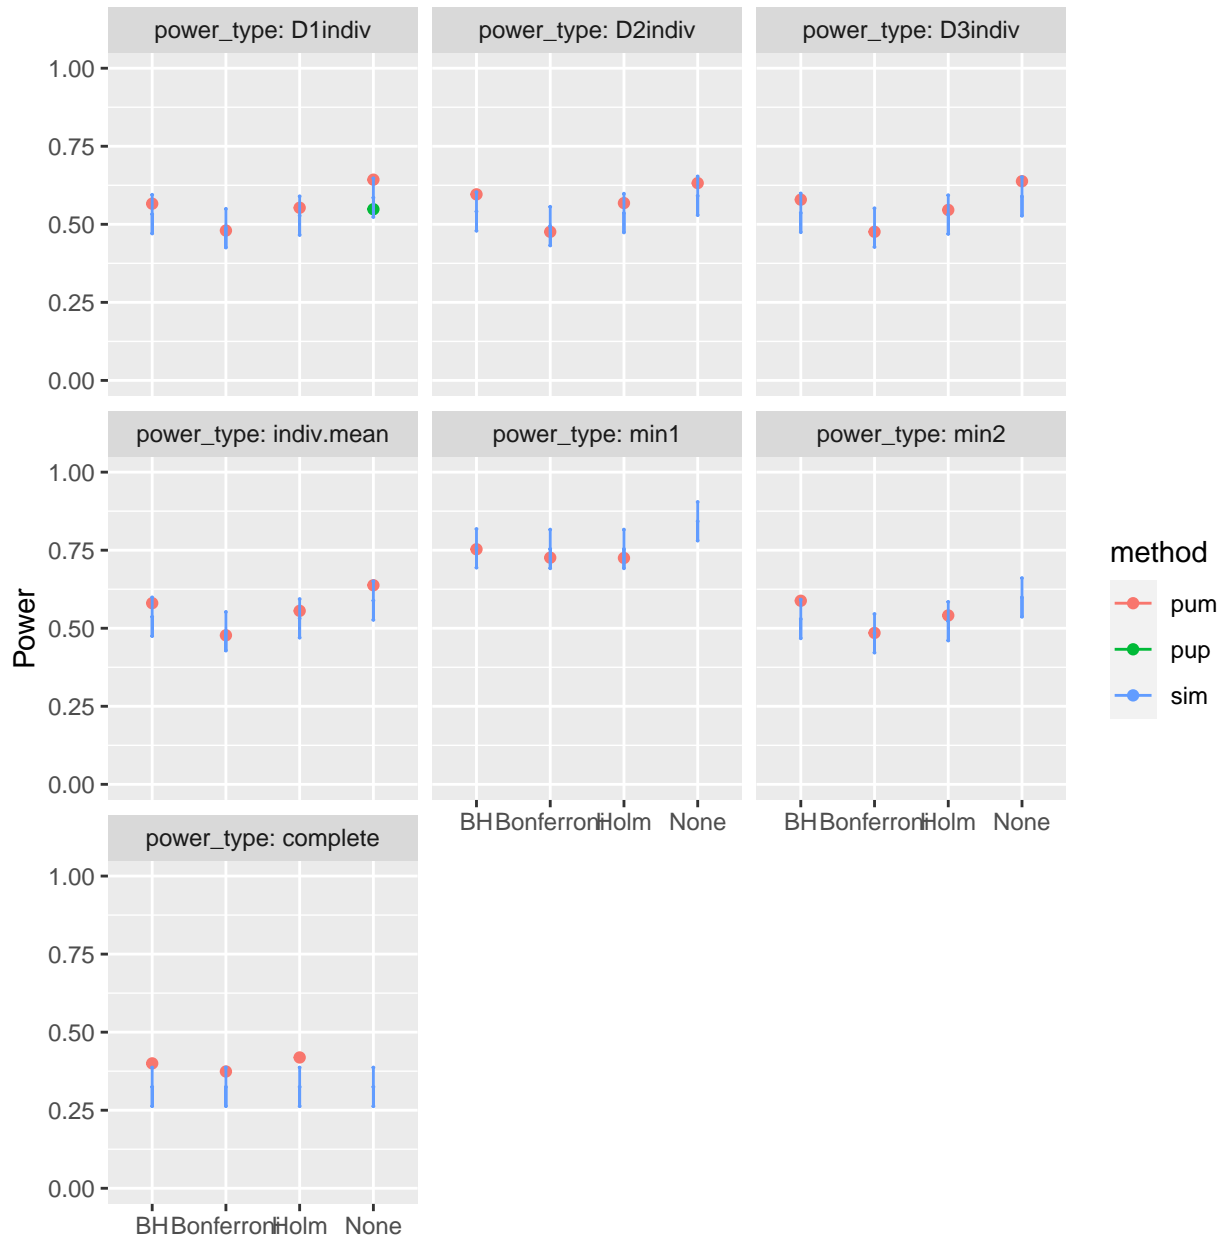 power_type: D1indiv power_type: D2indiv power_type: D3indiv
1.00
0.75
0.50
0.25
0.00
power_type: indiv.mean power_type: min1 power_type: min2
1.00
0.75
0.50
0.25
0.00
Power
method
pum
pup
sim
BH Bonferroni Holm None BH Bonferroni Holm None
power_type: complete
1.00
0.75
0.50
0.25
0.00
BH Bonferroni Holm None